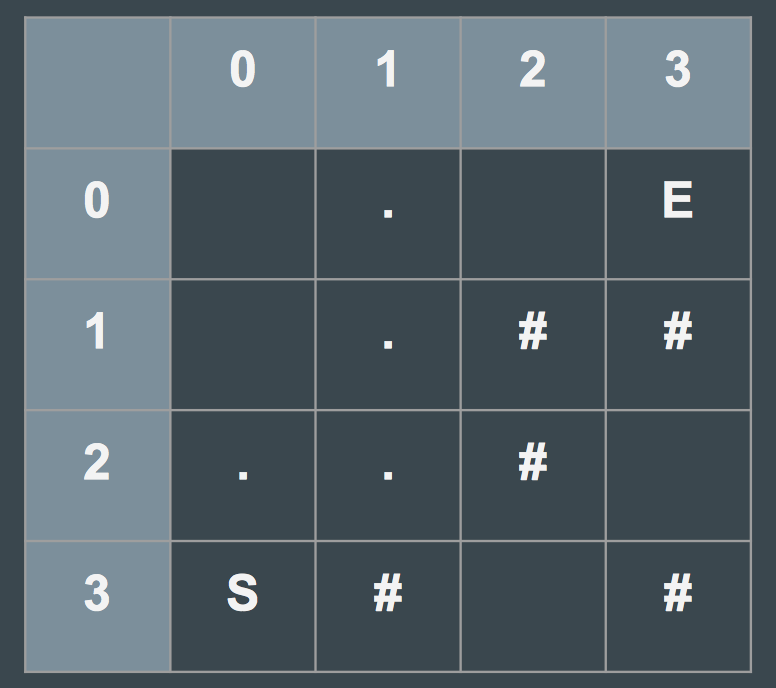 0 1 2 3
0 . E
1 . # #
2 . . #
3 S # #